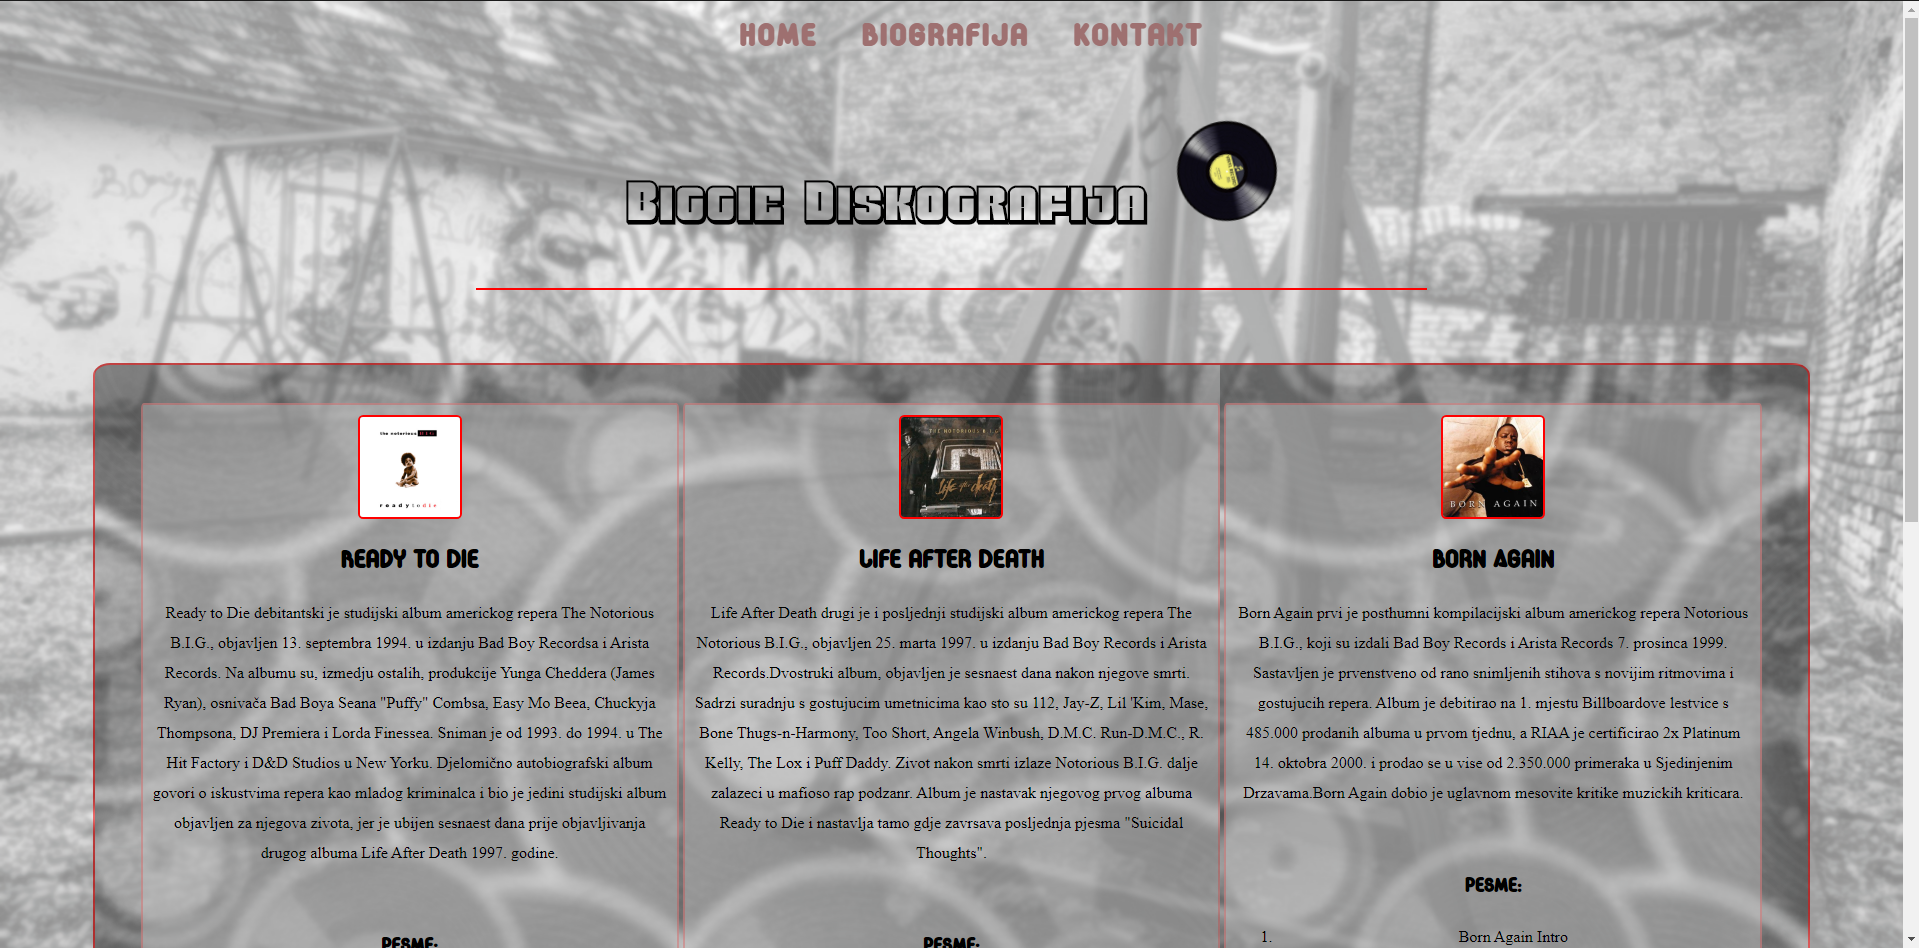 HOME BIOGRAFIJA KONTAKT
Biggie Diskografija
the notorious B.I.G.
ready to die
THE NOTORIOUS B.I.G.
Life after death
BORN AGAIN
READY TO DIE
Ready to Die debitantski je studijski album americkog repera The Notorious
B.I.G., objavljen 13. septembra 1994. u izdanju Bad Boy Recordsa i Arista
Records. Na albumu su, izmedju ostalih, produkcije Yunga Cheddera (James
Ryan), osnivača Bad Boya Seana "Puffy" Combsa, Easy Mo Beea, Chuckyja
Thompsona, DJ Premiera i Lorda Finessea. Sniman je od 1993. do 1994. u The
Hit Factory i D&D Studios u New Yorku. Djelomično autobiografski album
govori o iskustvima repera kao mladog kriminalca i bio je jedini studijski album
objavljen za njegova zivota, jer je ubijen sesnaest dana prije objavljivanja
drugog albuma Life After Death 1997. godine.
PESME:
LIFE AFTER DEATH
Life After Death drugi je i posljednji studijski album americkog repera The
Notorious B.I.G., objavljen 25. marta 1997. u izdanju Bad Boy Records i Arista
Records.Dvostruki album, objavljen je sesnaest dana nakon njegove smrti.
Sadrzi suradnju s gostujucim umetnicima kao sto su 112, Jay-Z, Lil 'Kim, Mase,
Bone Thugs-n-Harmony, Too Short, Angela Winbush, D.M.C. Run-D.M.C., R.
Kelly, The Lox i Puff Daddy. Zivot nakon smrti izlaze Notorious B.I.G. dalje
zalazeci u mafioso rap podzanr. Album je nastavak njegovog prvog albuma
Ready to Die i nastavlja tamo gdje zavrsava posljednja pjesma "Suicidal
Thoughts".
PESME:
BORN AGAIN
Born Again prvi je posthumni kompilacijski album americkog repera Notorious
B.I.G., koji su izdali Bad Boy Records i Arista Records 7. prosinca 1999.
Sastavljen je prvenstveno od rano snimljenih stihova s novijim ritmovima i
gostujucih repera. Album je debitirao na 1. mjestu Billboardove lestvice s
485.000 prodanih albuma u prvom tjednu, a RIAA je certificirao 2x Platinum
14. oktobra 2000. i prodao se u vise od 2.350.000 primeraka u Sjedinjenim
Drzavama.Born Again dobio je uglavnom mesovite kritike muzickih kriticara.
PESME:
1. Born Again Intro